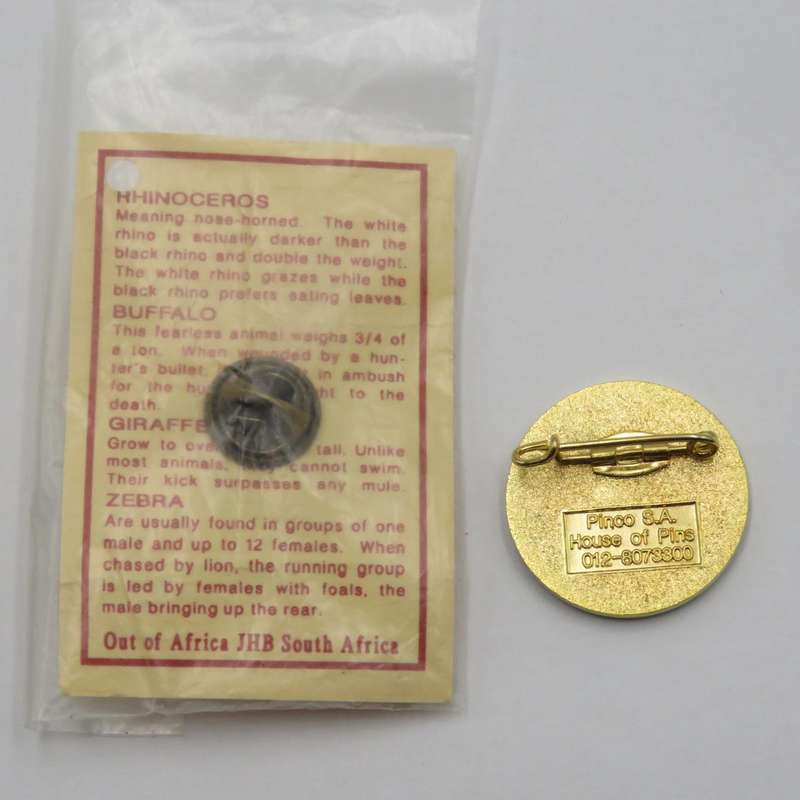 RHINOCEROS
Meaning nose-horned. The white
rhino is actually darker than the
black rhino and double the weight.
The white rhino grazes while the
black rhino prefers eating leaves.
BUFFALO
This fearless animal weighs 3/4 of
a ton. When wounded by a hun-
ter's bullet, in ambush
for the to the
death.
GIRAFFE
Grow to over tall. Unlike
most animals, they cannot swim.
Their kick surpasses any mule.
ZEBRA
Are usually found in groups of one
male and up to 12 females. When
chased by lion, the running group
is led by females with foals, the
male bringing up the rear.
Out of Africa JHB South Africa
Pinco S.A.
House of Pins
012-8073300